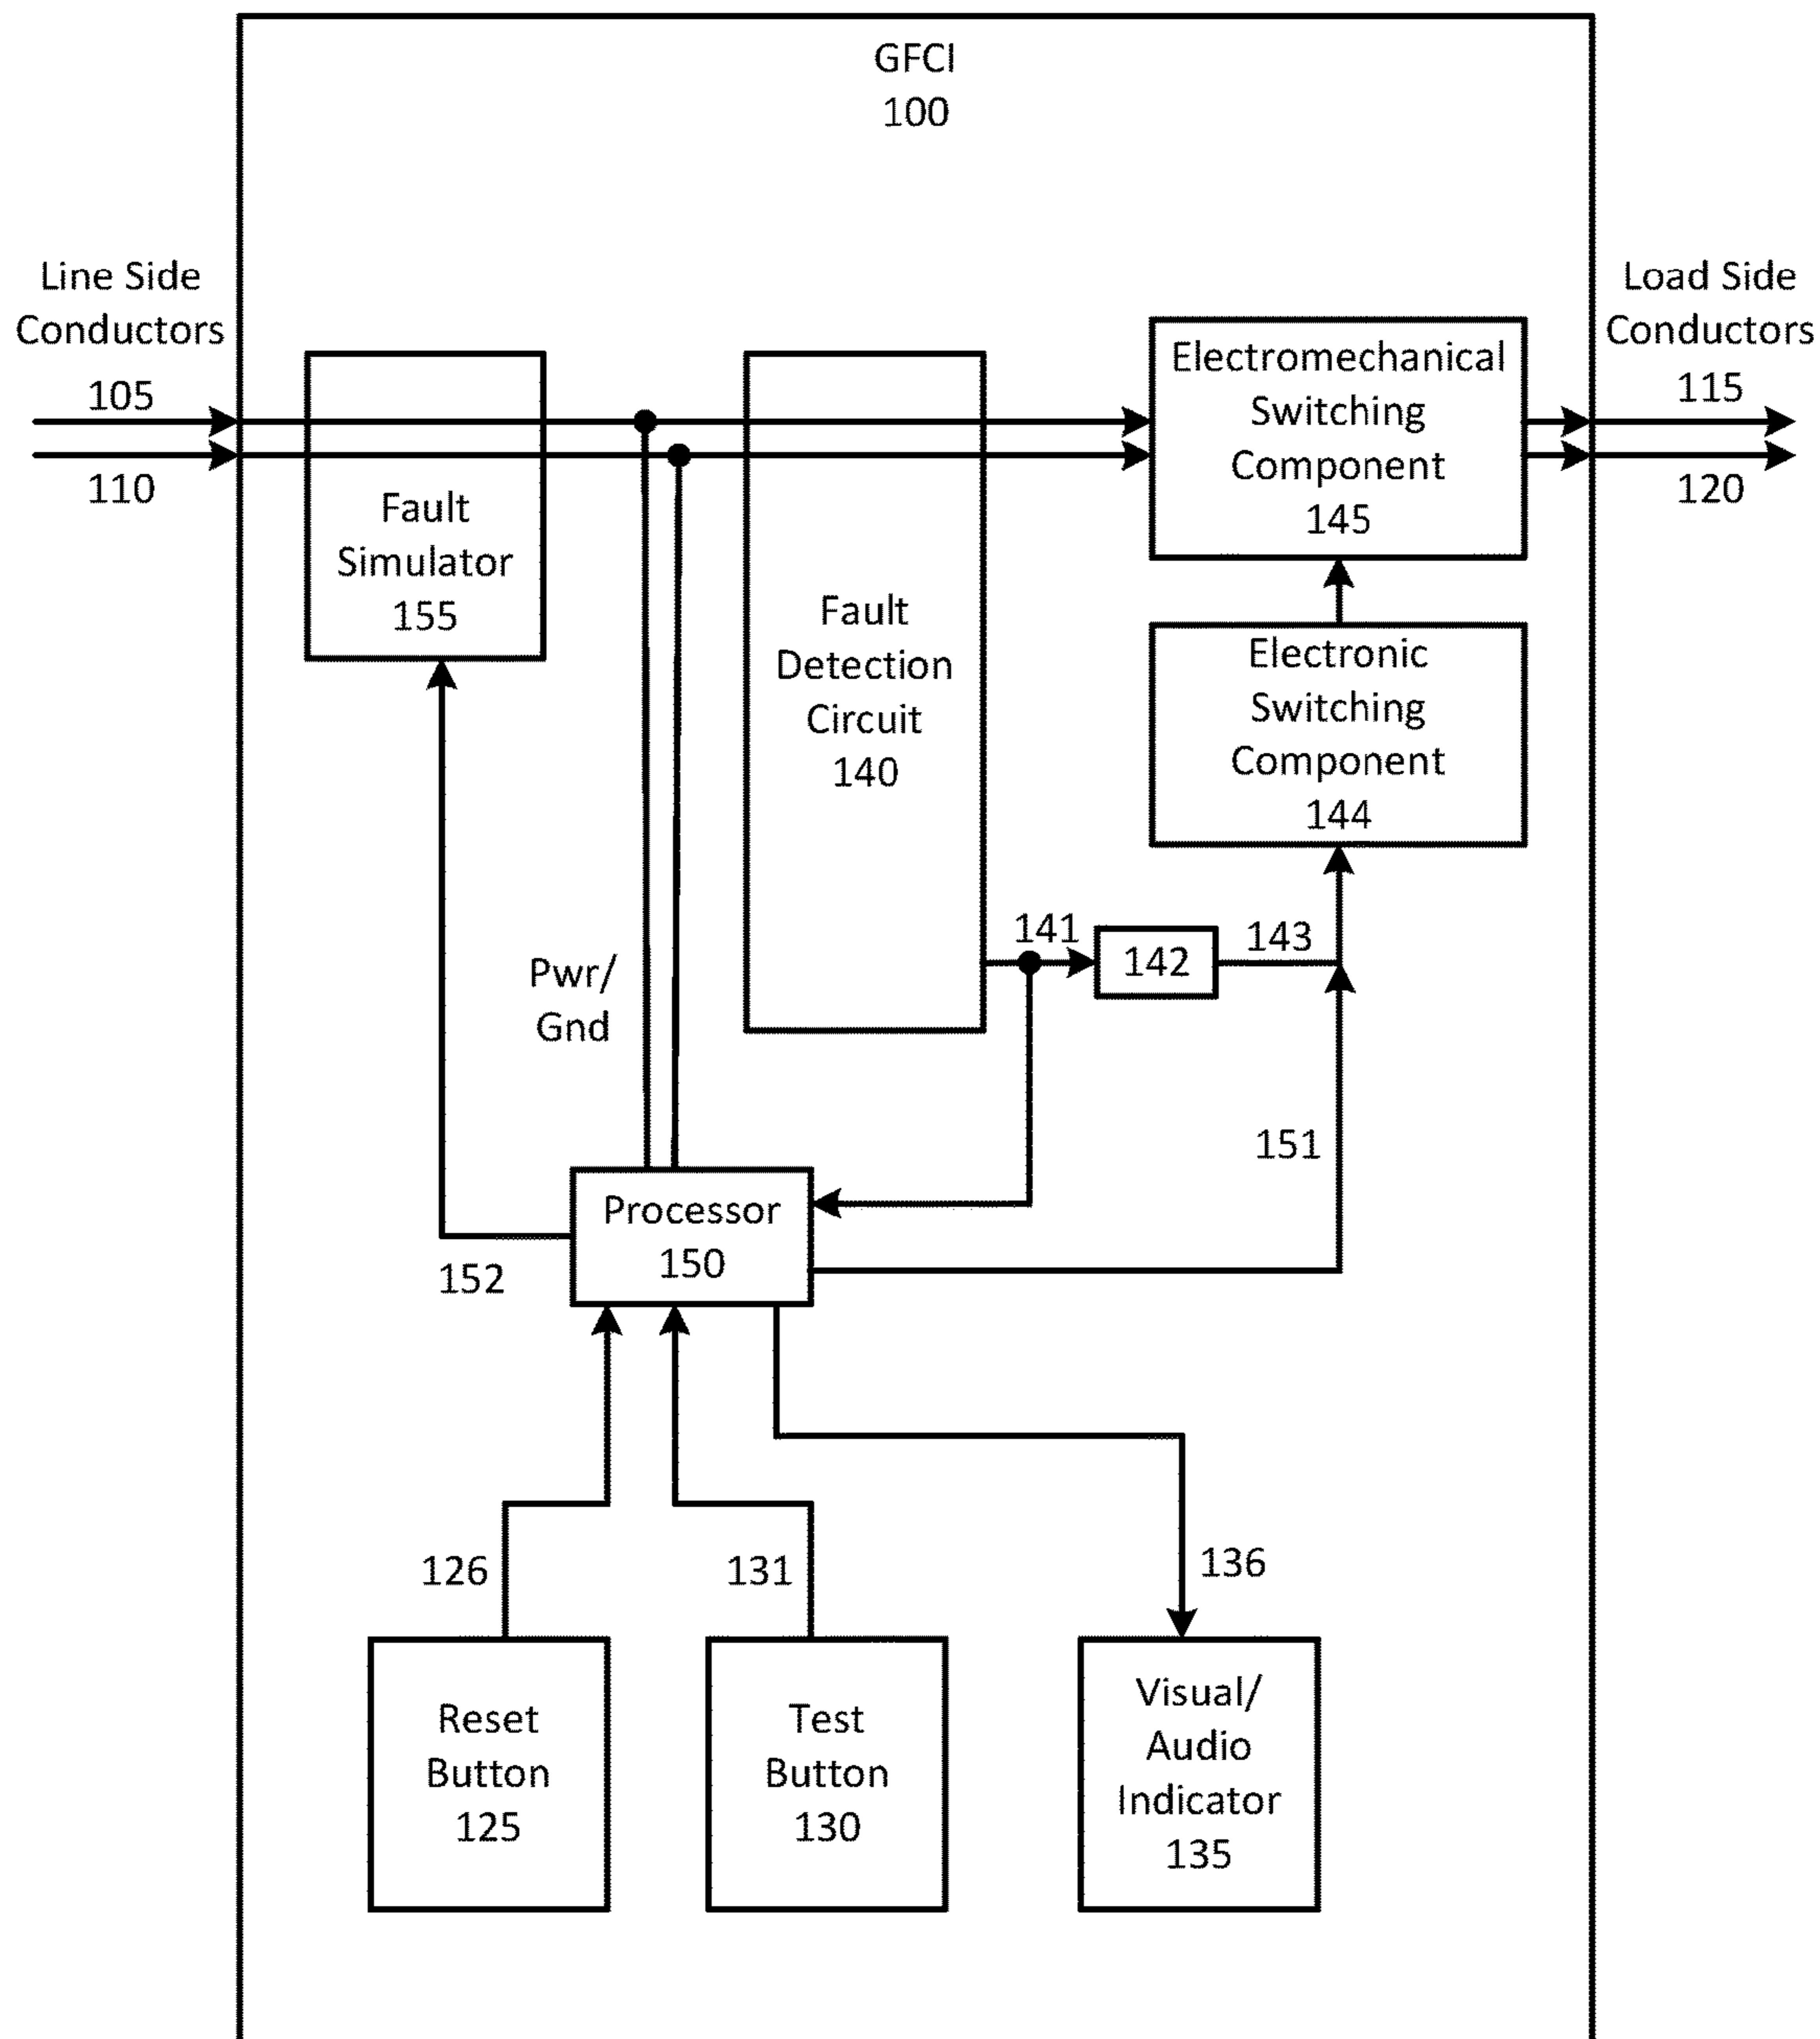 GFCI
100
Line Side
Conductors
105
110
Load Side
Conductors
115
120
Fault
Simulator
155
Fault
Detection
Circuit
140
Electromechanical
Switching
Component
145
Electronic
Switching
Component
144
141
142
143
Pwr/
Gnd
151
Processor
150
152
126
131
136
Reset
Button
125
Test
Button
130
Visual/
Audio
Indicator
135